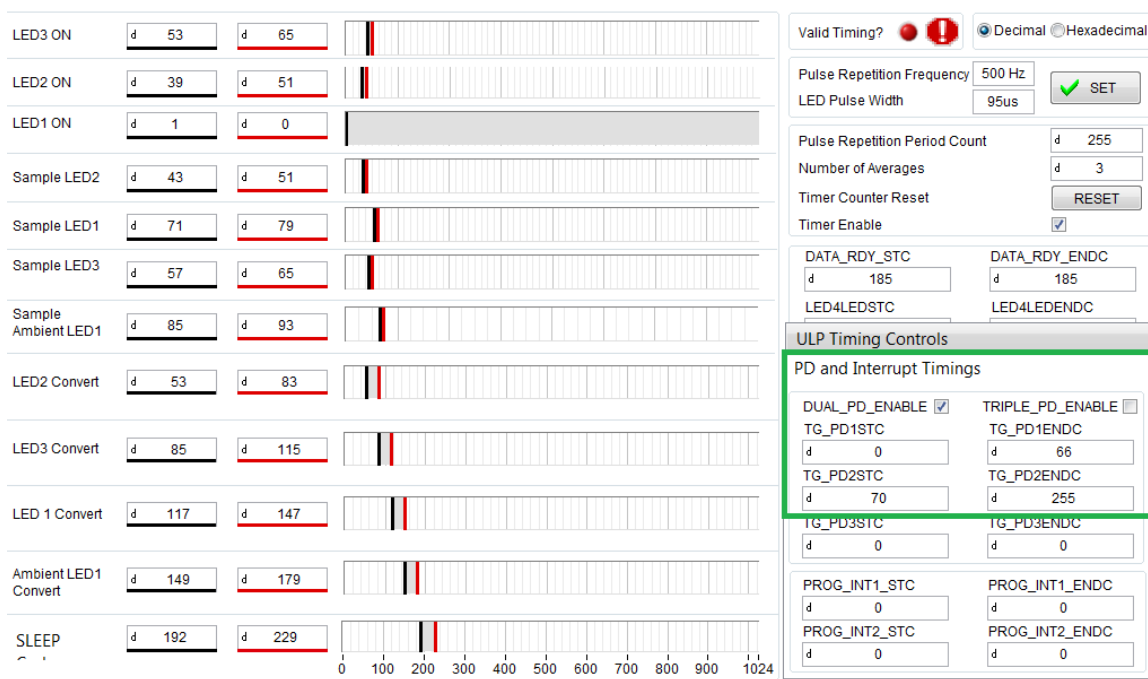 LED3 ON d 53 d 65
LED2 ON d 39 d 51
LED1 ON d 1 d 0
Sample LED2 d 43 d 51
Sample LED1 d 71 d 79
Sample LED3 d 57 d 65
Sample
Ambient LED1 d 85 d 93
LED2 Convert d 53 d 83
LED3 Convert d 85 d 115
LED 1 Convert d 117 d 147
Ambient LED1
Convert d 149 d 179
SLEEP d 192 d 229
0 100 200 300 400 500 600 700 800 900 1024
Valid Timing? Decimal Hexadecimal
Pulse Repetition Frequency 500 Hz
SET
LED Pulse Width 95us
Pulse Repetition Period Count d 255
Number of Averages d 3
Timer Counter Reset RESET
Timer Enable
DATA_RDY_STC DATA_RDY_ENDC
d 185 d 185
LED4LEDSTC LED4LEDENDC
ULP Timing Controls
PD and Interrupt Timings
DUAL_PD_ENABLE TRIPLE_PD_ENABLE
TG_PD1STC TG_PD1ENDC
d 0 d 66
TG_PD2STC TG_PD2ENDC
d 70 d 255
TG_PD3STC TG_PD3ENDC
d 0 d 0
PROG_INT1_STC PROG_INT1_ENDC
d 0 d 0
PROG_INT2_STC PROG_INT2_ENDC
d 0 d 0